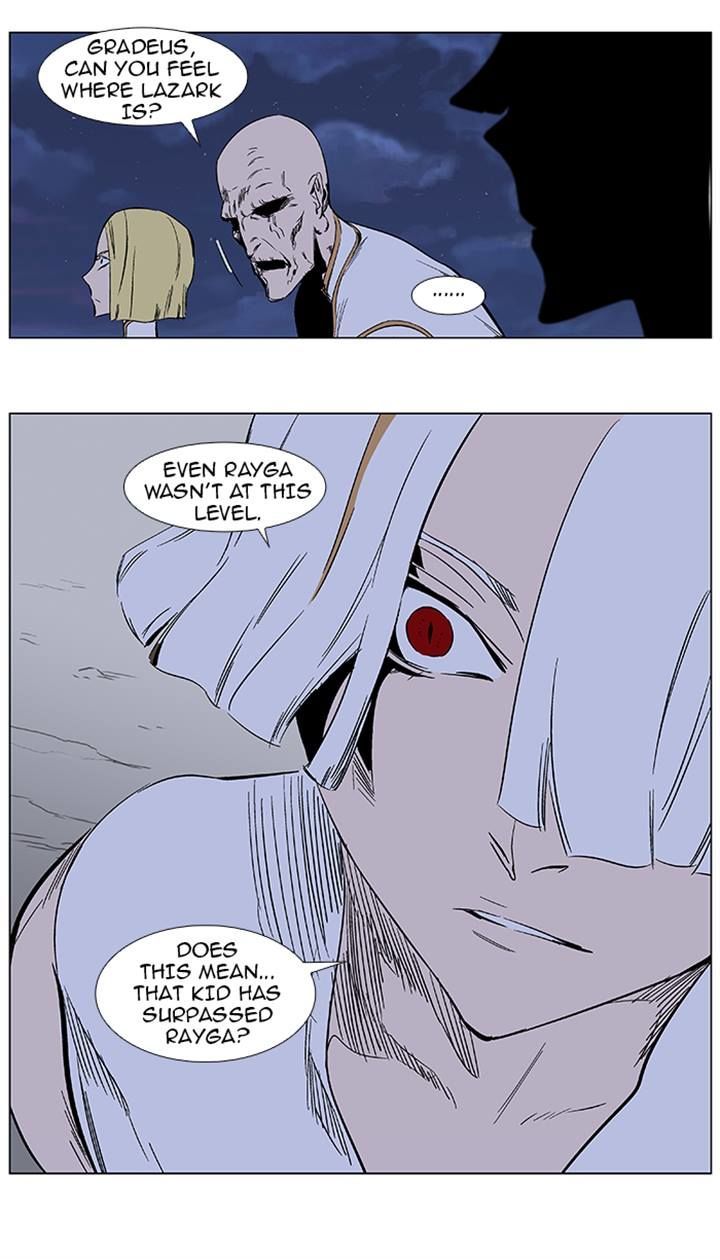 GRADEUS,
CAN YOU FEEL
WHERE LAZARK
IS?
......
EVEN RAYGA
WASN'T AT THIS
LEVEL.
DOES
THIS MEAN...
THAT KID HAS
SURPASSED
RAYGA?